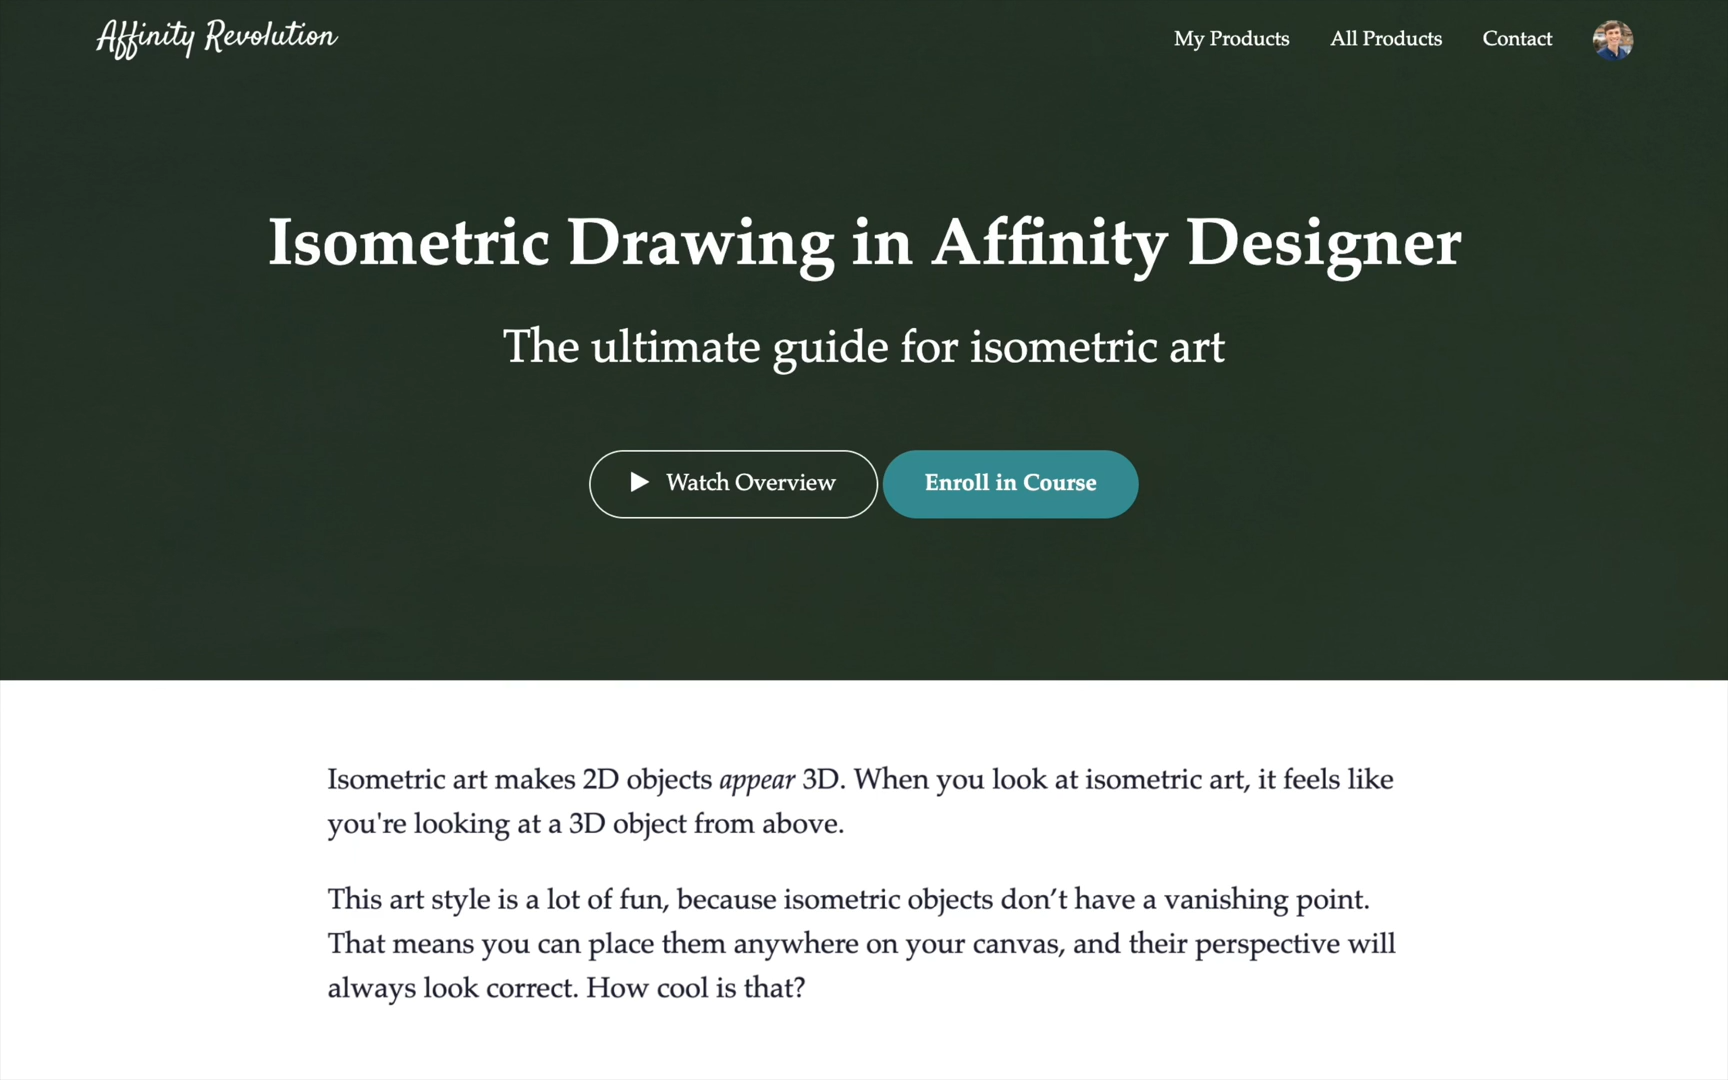 Affinity Revolution
My Products
All Products
Contact
Isometric Drawing in Affinity Designer
The ultimate guide for isometric art
Watch Overview
Enroll in Course
Isometric art makes 2D objects appear 3D. When you look at isometric art, it feels like
you're looking at a 3D object from above.
This art style is a lot of fun, because isometric objects don’t have a vanishing point.
That means you can place them anywhere on your canvas, and their perspective will
always look correct. How cool is that?